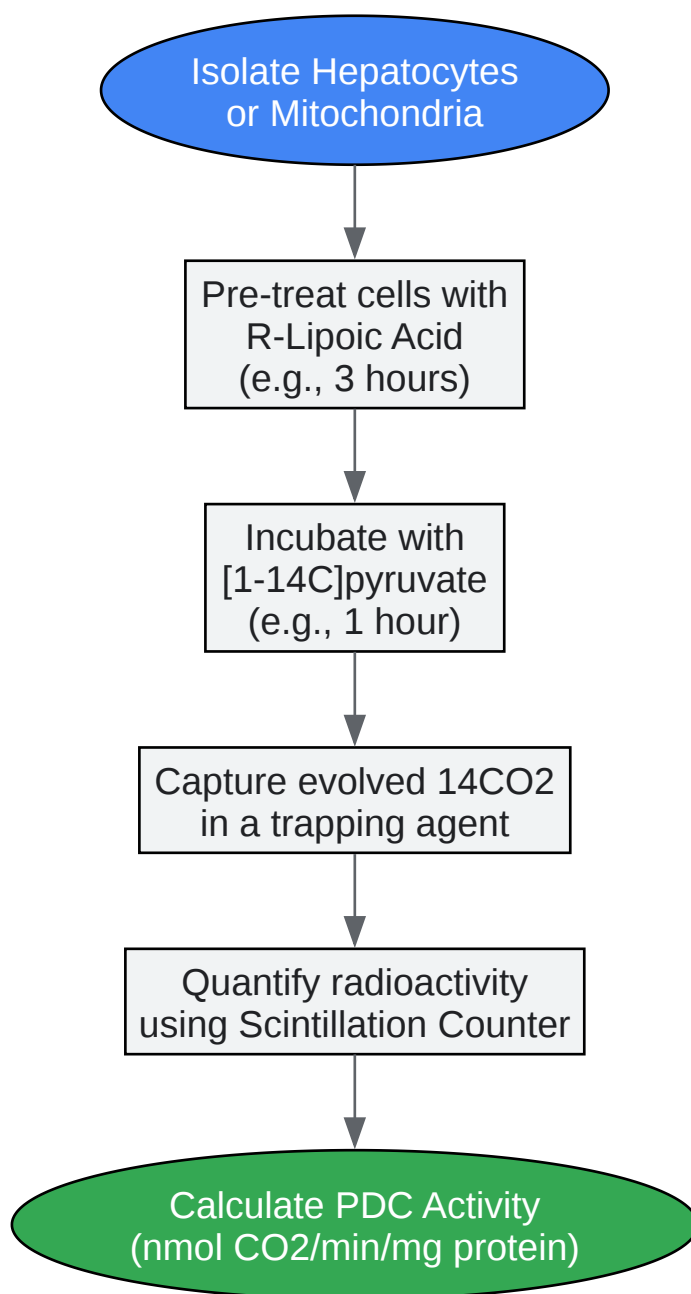 Isolate Hepatocytes
or Mitochondria
Pre-treat cells with
R-Lipoic Acid
(e.g., 3 hours)
Incubate with
[1-14C]pyruvate
(e.g., 1 hour)
Capture evolved 14CO2
in a trapping agent
Quantify radioactivity
using Scintillation Counter
Calculate PDC Activity
(nmol CO2/min/mg protein)